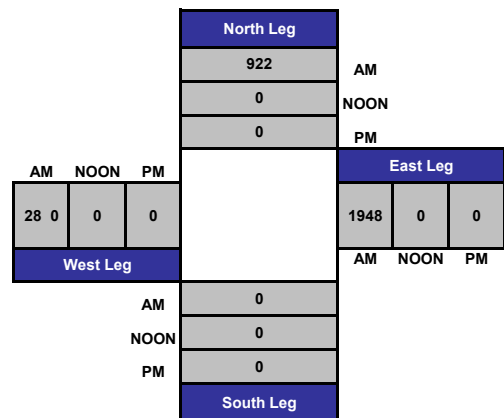 North Leg
922 AM
0 NOON
0 PM
AM NOON PM
East Leg
28 0 0 0
1948 0 0
West Leg
AM NOON PM
AM 0
NOON 0
PM 0
South Leg